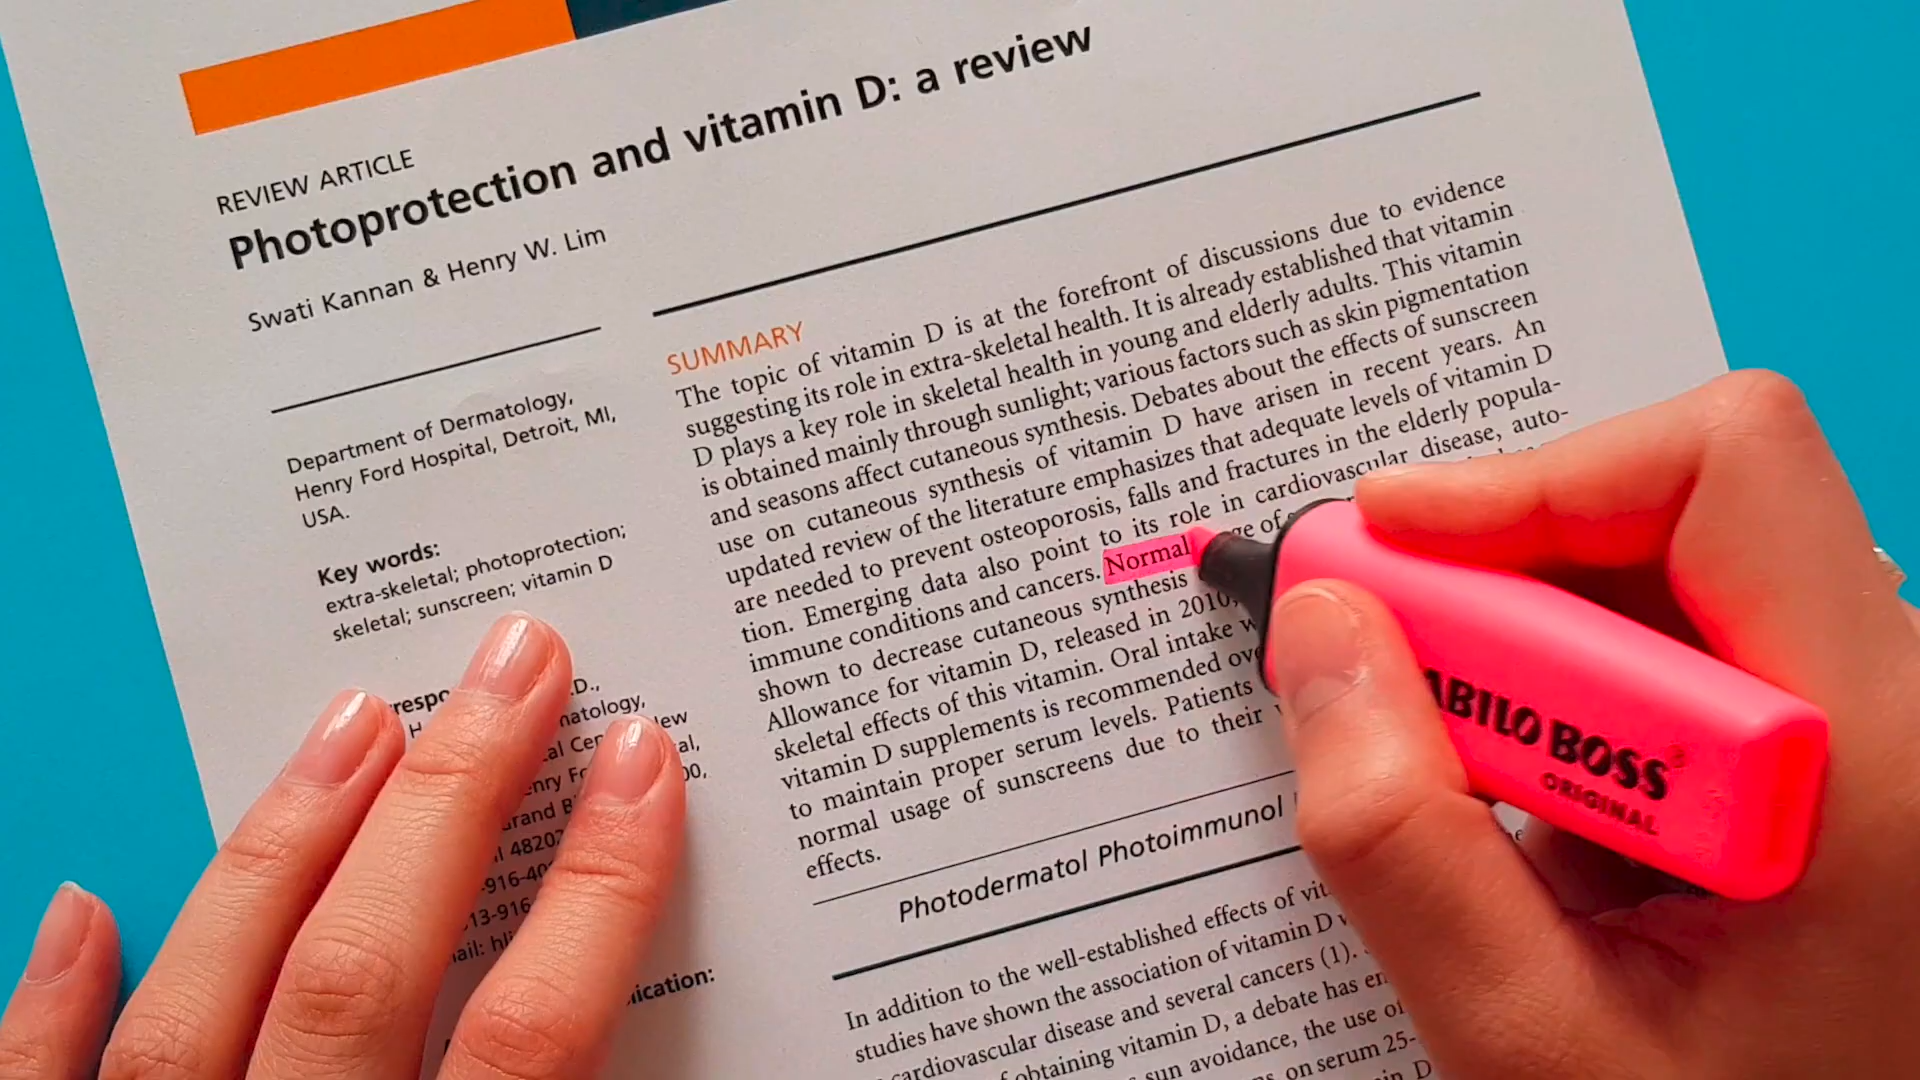 REVIEW ARTICLE
Photoprotection and vitamin D: a review
Swati Kannan & Henry W. Lim
Department of Dermatology,
Henry Ford Hospital, Detroit, MI,
USA.
Key words:
extra-skeletal; photoprotection;
skeletal; sunscreen; vitamin D
D.,
lew
4820
-916-40
13-916
SUMMARY
The topic of vitamin D is at the forefront of discussions due to evidence
suggesting its role in extra-skeletal health. It is already established that vitamin
D plays a key role in skeletal health in young and elderly adults. This vitamin
is obtained mainly through sunlight; various factors such as skin pigmentation
and seasons affect cutaneous synthesis. Debates about the effects of sunscreen
use on cutaneous synthesis of vitamin D have arisen in recent years. An
updated review of the literature emphasizes that adequate levels of vitamin D
are needed to prevent osteoporosis, falls and fractures in the elderly popula-
tion. Emerging data also point to its role in cardiovascular disease, auto-
immune conditions and cancers. Normal of
shown to decrease cutaneous synthesis
Allowance for vitamin D, released in 2010,
skeletal effects of this vitamin. Oral intake
vitamin D supplements is recommended
to maintain proper serum levels. Patients
normal usage of sunscreens due to their
effects.
Photodermatol Photoimmunol
In addition to the well-established effects of
studies have shown the association of vitamin D
cardiovascular disease and several cancers (1).
obtaining vitamin D, a debate has
sun avoidance, the use of
on serum 25-
D
ABILO BOSS
ORIGINAL